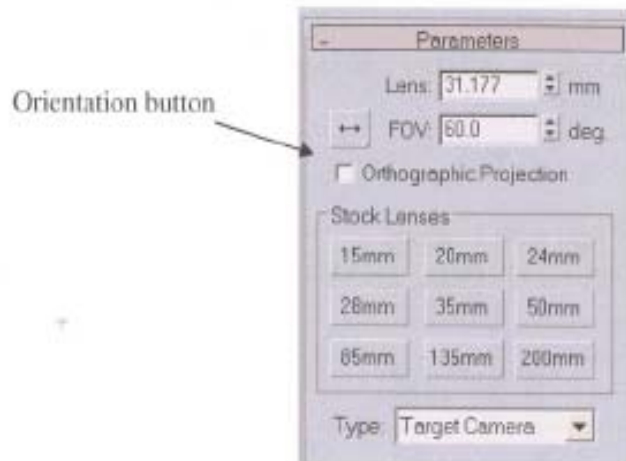 - Parameters
Lens: 31.177 mm
Orientation button
↔ FOV: 60.0 deg.
Orthographic Projection
Stock Lenses
15mm 20mm 24mm
28mm 35mm 50mm
85mm 135mm 200mm
Type: Target Camera